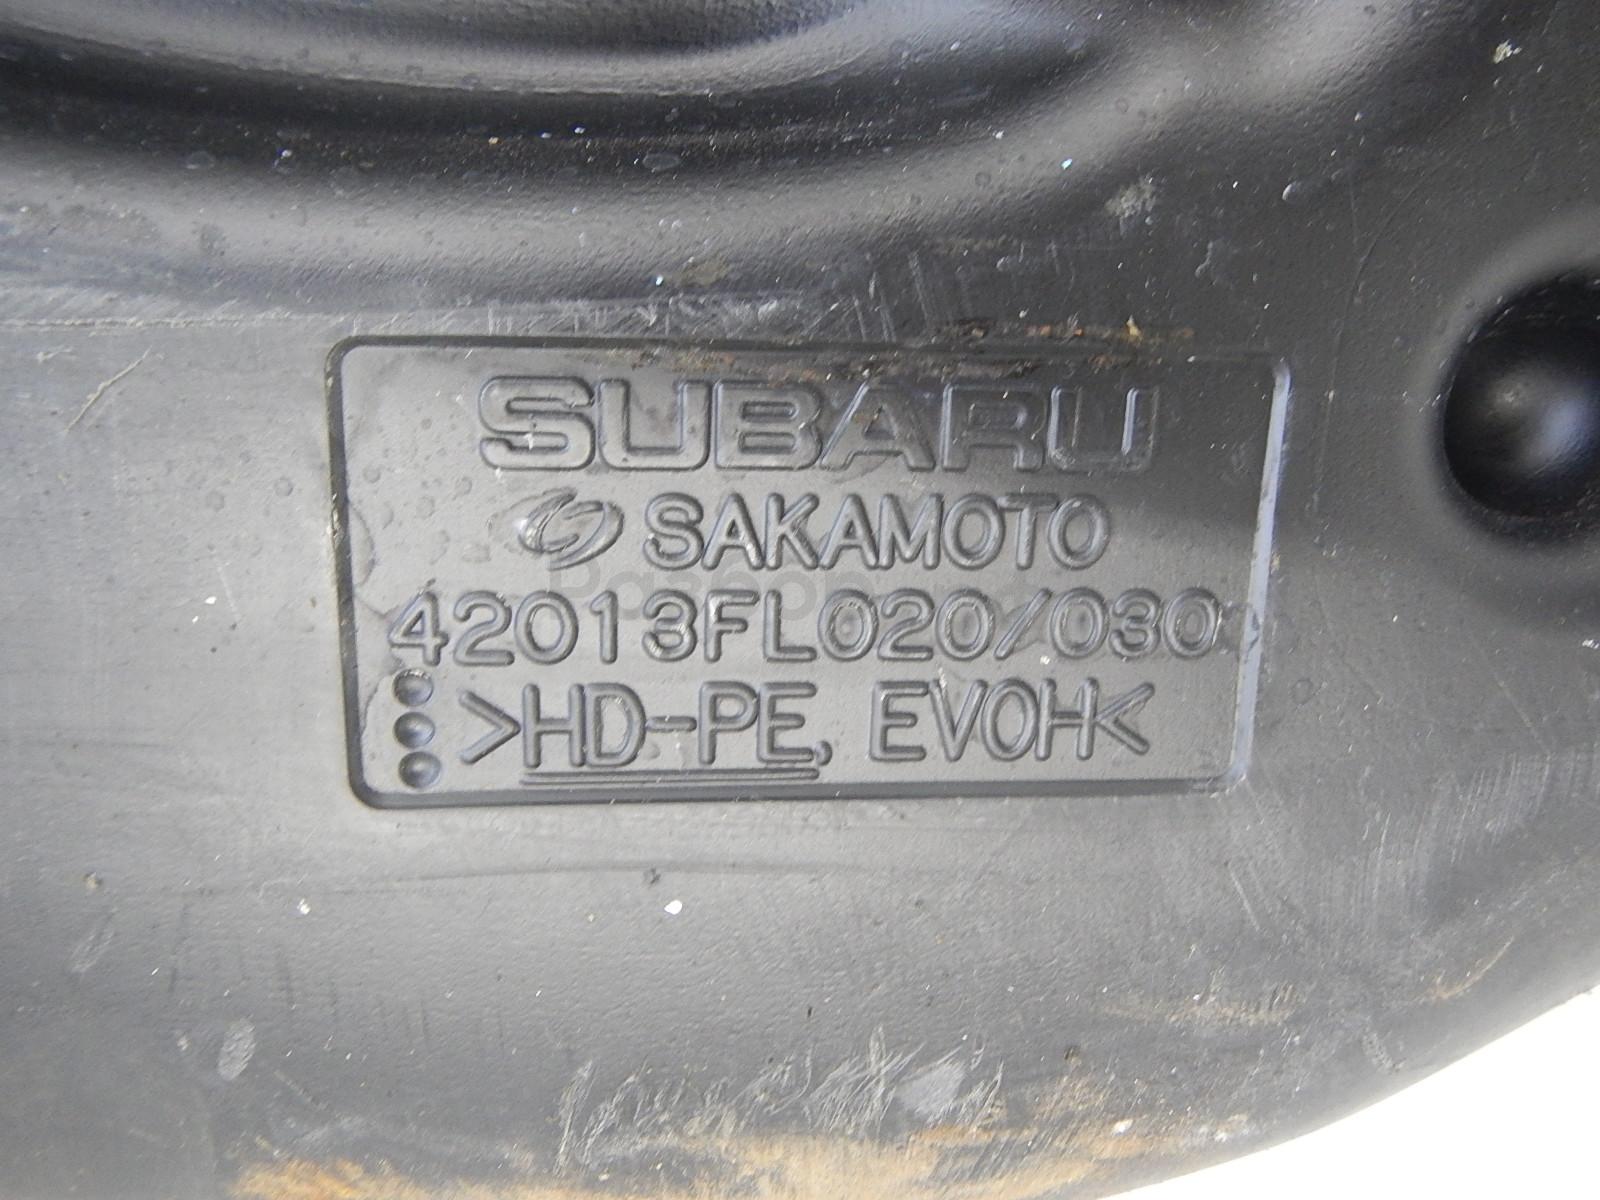 SUBARU
SAKAMOTO
42013FL020/030
>HD-PE, EVOH<